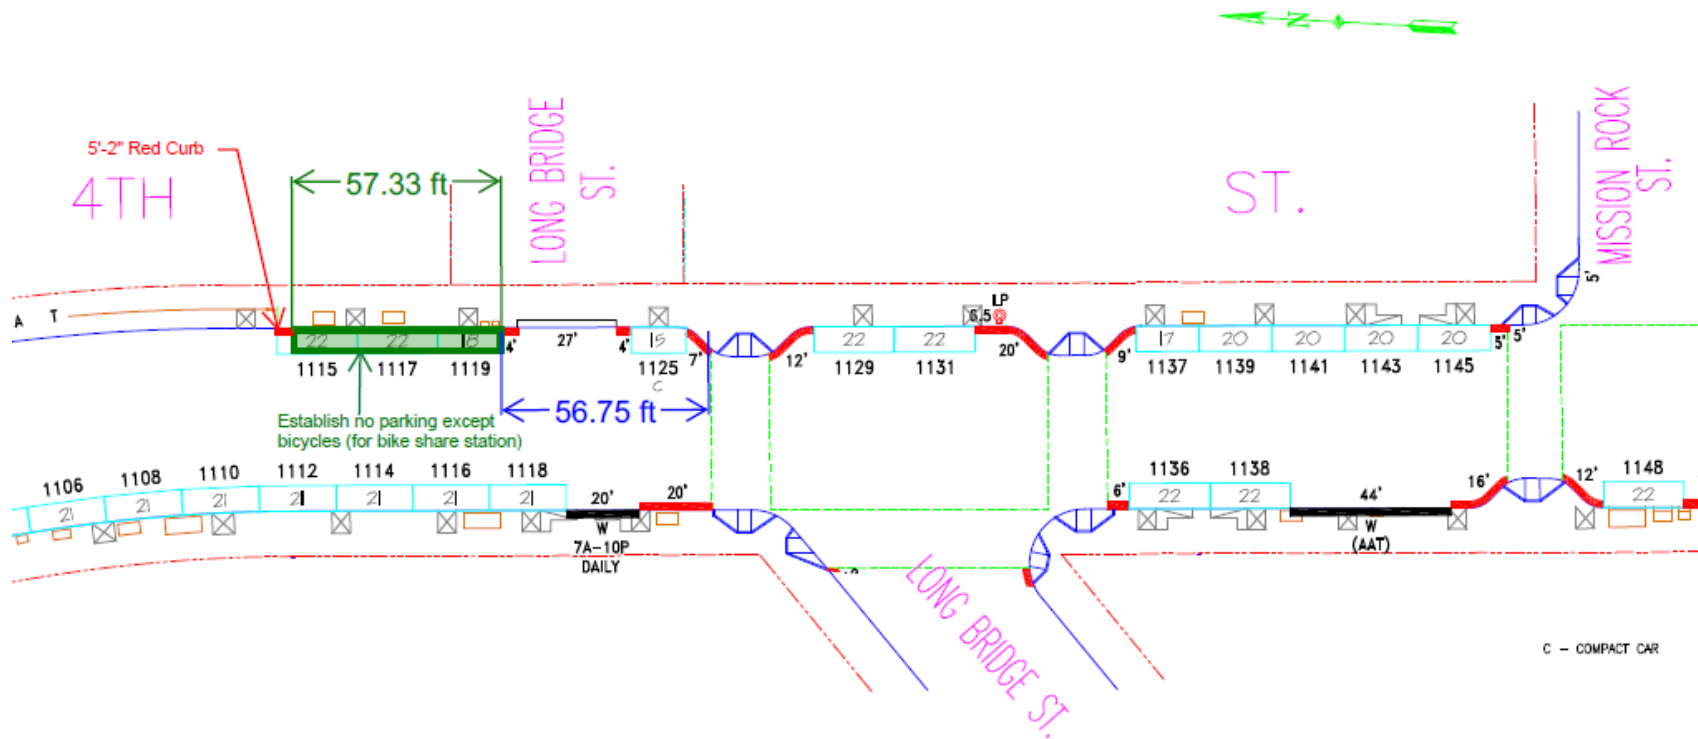 N
5'-2" Red Curb
4TH
57.33 ft
LONG BRIDGE
ST.
ST.
MISSION ROCK
ST.
A T
22
22
18
4'
27'
4'
15
7'
12'
22
22
6.5
LP
20'
9'
17
20
20
20
20
5'
5'
5'
1115
1117
1119
1125
C
1129
1131
1137
1139
1141
1143
1145
56.75 ft
Establish no parking except
bicycles (for bike share station)
1106
1108
1110
1112
1114
1116
1118
21
21
21
21
21
21
21
20'
20'
W
7A-10P
DAILY
6'
1136
1138
22
22
44'
W
(AAT)
16'
12'
1148
22
LONG BRIDGE ST.
C – COMPACT CAR